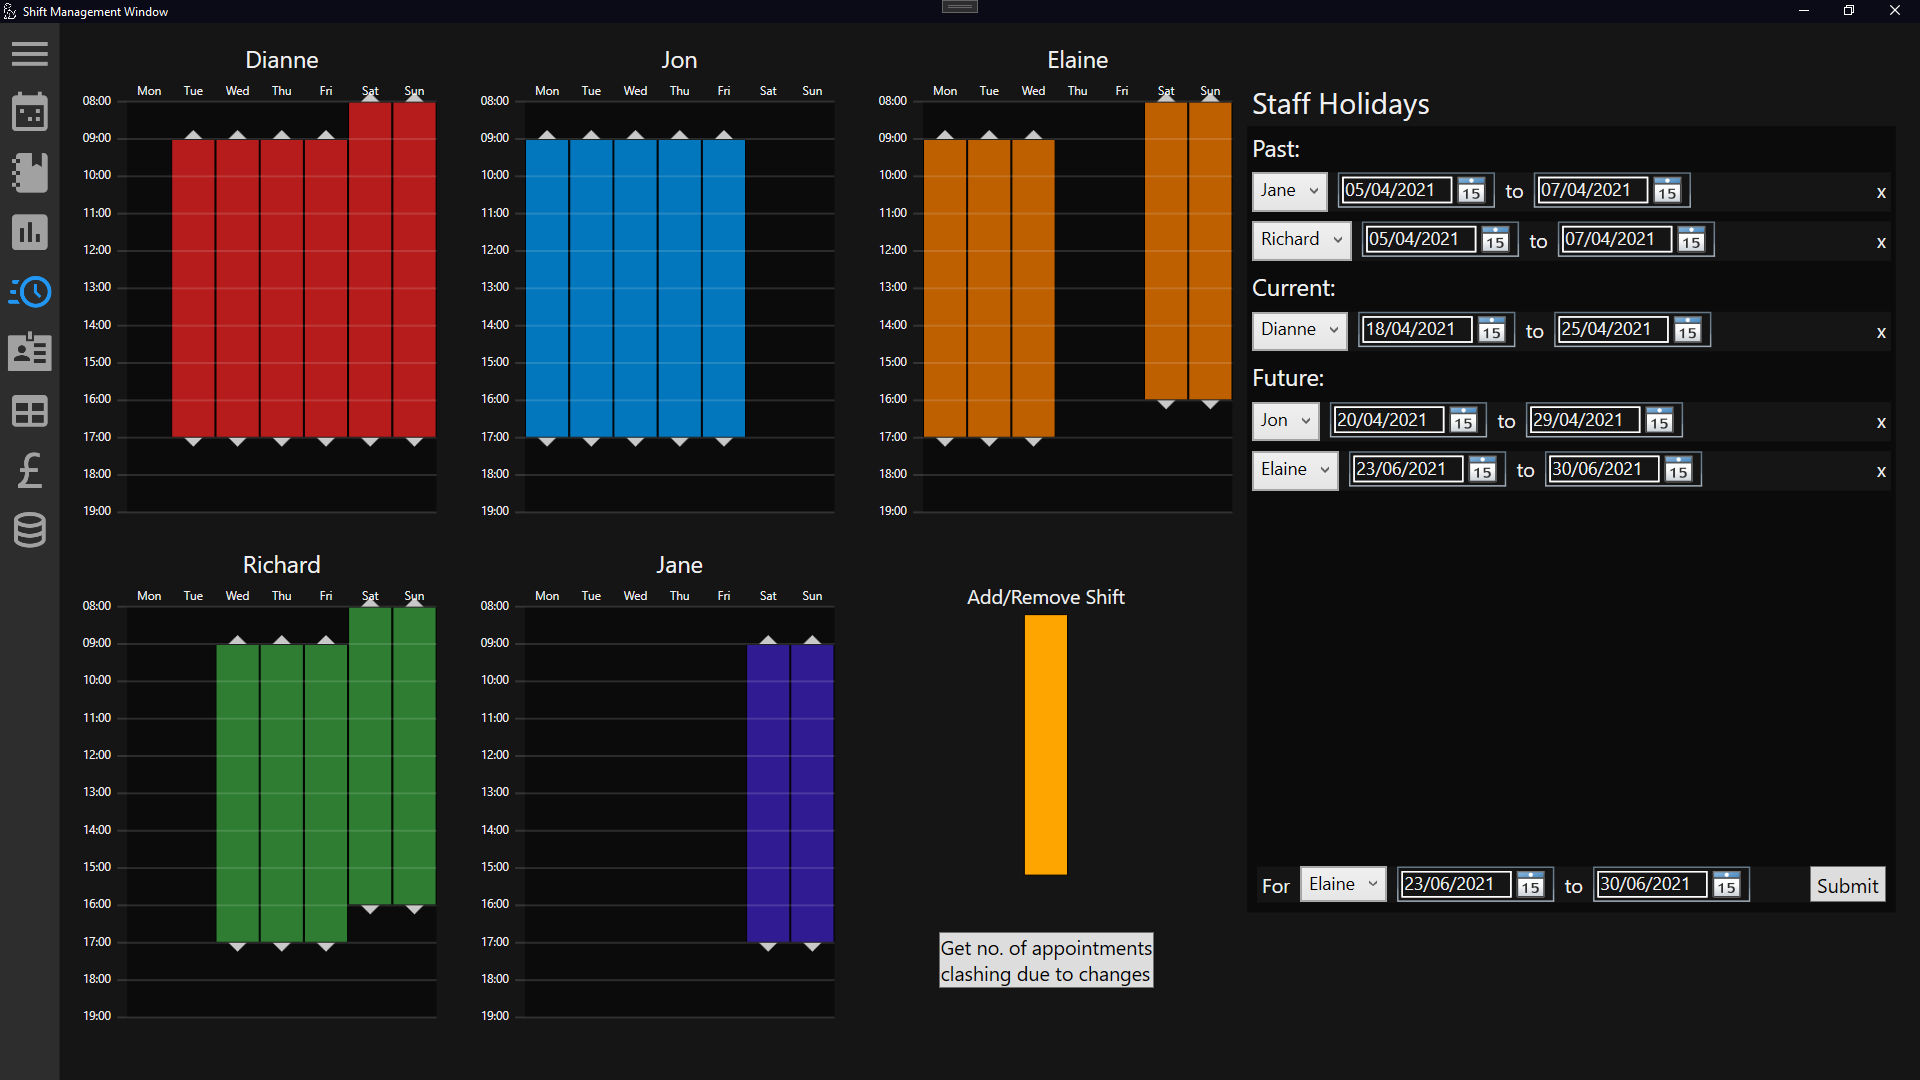 Shift Management Window
Dianne
Mon Tue Wed Thu Fri Sat Sun
08:00
09:00
10:00
11:00
12:00
13:00
14:00
15:00
16:00
17:00
18:00
19:00
Jon
Mon Tue Wed Thu Fri Sat Sun
08:00
09:00
10:00
11:00
12:00
13:00
14:00
15:00
16:00
17:00
18:00
19:00
Elaine
Mon Tue Wed Thu Fri Sat Sun
08:00
09:00
10:00
11:00
12:00
13:00
14:00
15:00
16:00
17:00
18:00
19:00
Richard
Mon Tue Wed Thu Fri Sat Sun
08:00
09:00
10:00
11:00
12:00
13:00
14:00
15:00
16:00
17:00
18:00
19:00
Jane
Mon Tue Wed Thu Fri Sat Sun
08:00
09:00
10:00
11:00
12:00
13:00
14:00
15:00
16:00
17:00
18:00
19:00
Add/Remove Shift
Get no. of appointments
clashing due to changes
Staff Holidays
Past:
Jane 05/04/2021 15 to 07/04/2021 15 x
Richard 05/04/2021 15 to 07/04/2021 15 x
Current:
Dianne 18/04/2021 15 to 25/04/2021 15 x
Future:
Jon 20/04/2021 15 to 29/04/2021 15 x
Elaine 23/06/2021 15 to 30/06/2021 15 x
For Elaine 23/06/2021 15 to 30/06/2021 15 Submit